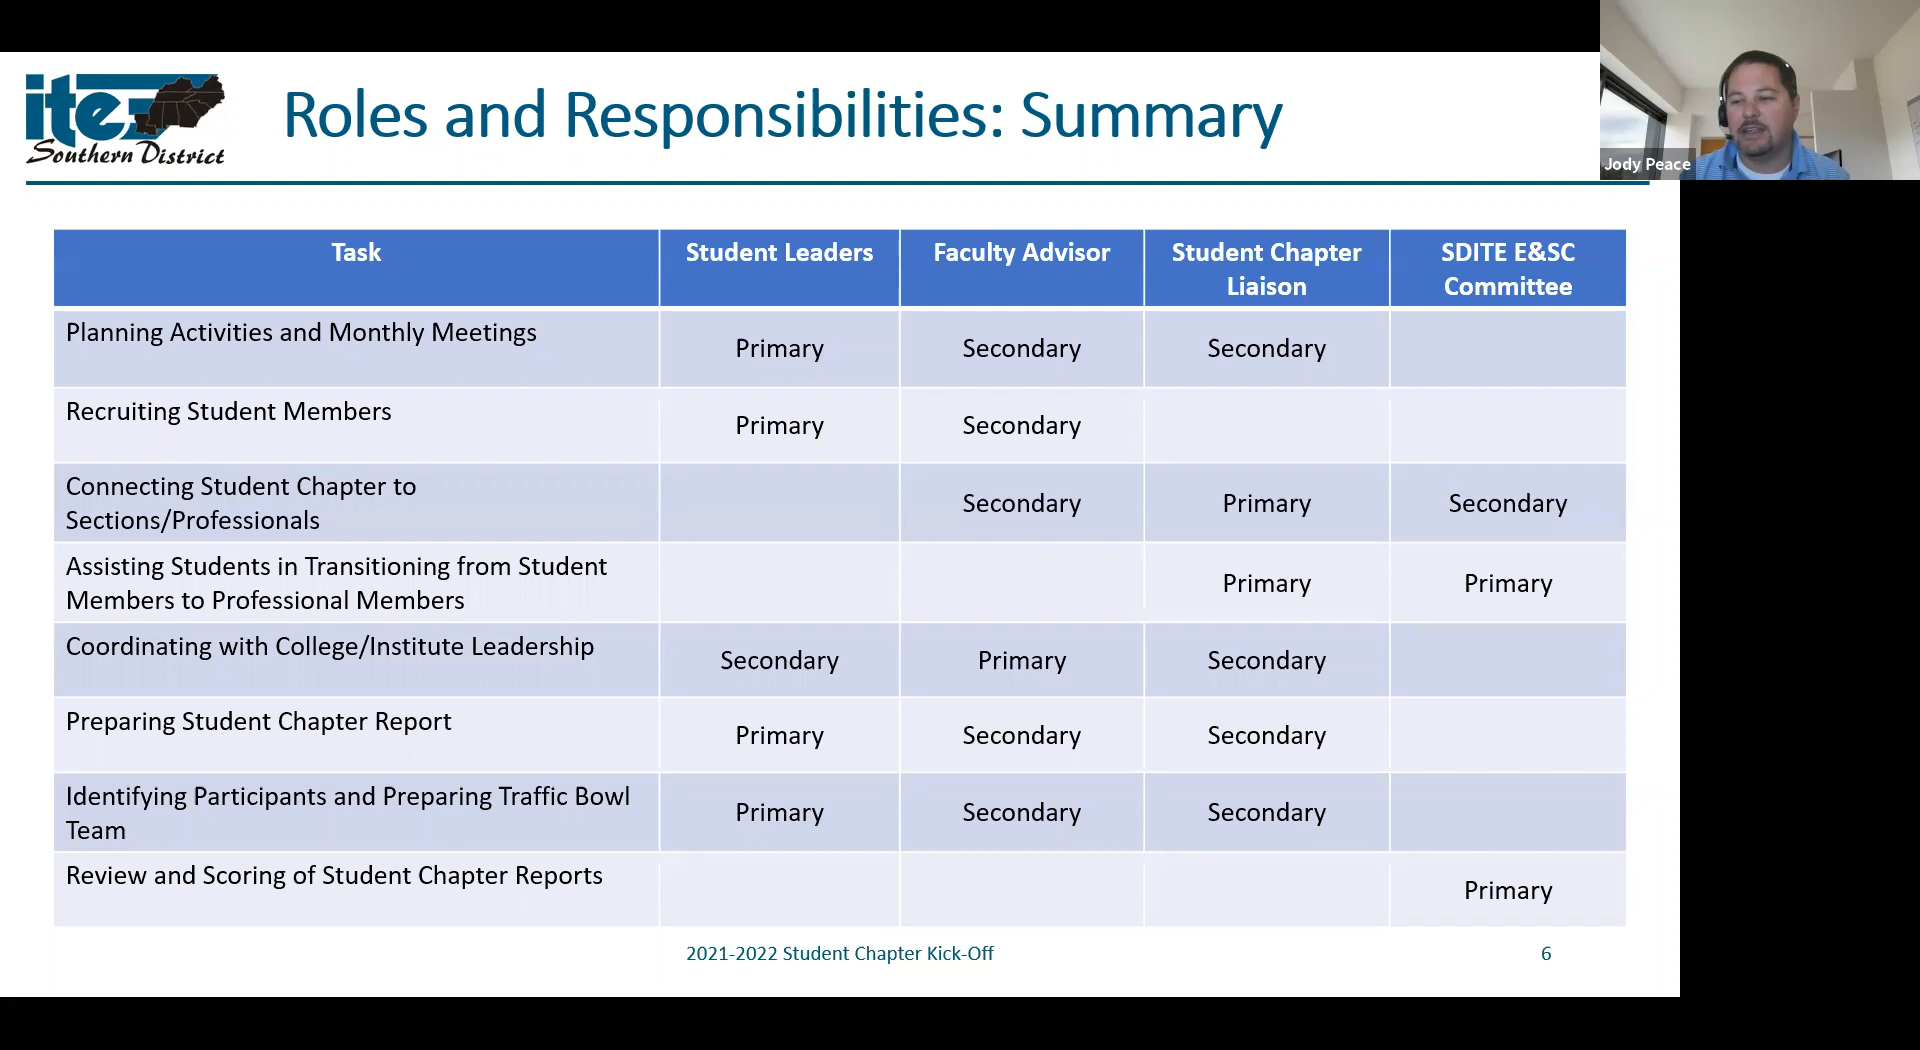 ite
Southern District
Roles and Responsibilities: Summary
Jody Peace
Task
Student Leaders
Faculty Advisor
Student Chapter
Liaison
SDITE E&SC
Committee
Planning Activities and Monthly Meetings
Primary
Secondary
Secondary
Recruiting Student Members
Primary
Secondary
Connecting Student Chapter to
Sections/Professionals
Secondary
Primary
Secondary
Assisting Students in Transitioning from Student
Members to Professional Members
Primary
Primary
Coordinating with College/Institute Leadership
Secondary
Primary
Secondary
Preparing Student Chapter Report
Primary
Secondary
Secondary
Identifying Participants and Preparing Traffic Bowl
Team
Primary
Secondary
Secondary
Review and Scoring of Student Chapter Reports
Primary
2021-2022 Student Chapter Kick-Off
6